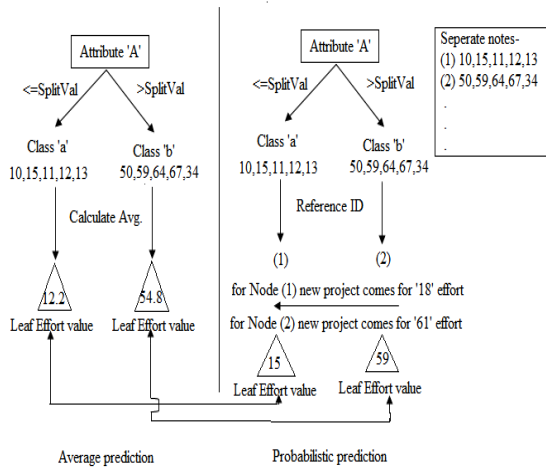 Attribute 'A'
<=SplitVal
>SplitVal
Class 'a'
Class 'b'
10,15,11,12,13
50,59,64,67,34
Calculate Avg.
12.2
54.8
Leaf Effort value
Leaf Effort value
Average prediction
Attribute 'A'
<=SplitVal
>SplitVal
Class 'a'
Class 'b'
10,15,11,12,13
50,59,64,67,34
Reference ID
(1)
(2)
for Node (1) new project comes for '18' effort
for Node (2) new project comes for '61' effort
15
59
Leaf Effort value
Leaf Effort value
Probabilistic prediction
Seperate notes-
(1) 10,15,11,12,13
(2) 50,59,64,67,34
.
.
.